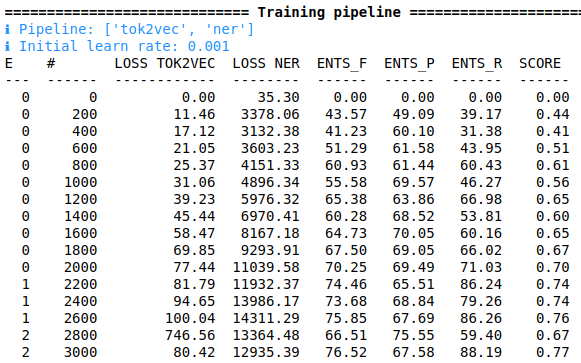 ============================= Training pipeline =============================
ℹ Pipeline: ['tok2vec', 'ner']
ℹ Initial learn rate: 0.001
E    #       LOSS TOK2VEC  LOSS NER  ENTS_F  ENTS_P  ENTS_R  SCORE
---  ------  ------------  --------  ------  ------  ------  ------
  0       0          0.00     35.30    0.00    0.00    0.00    0.00
  0     200         11.46   3378.06   43.57   49.09   39.17    0.44
  0     400         17.12   3132.38   41.23   60.10   31.38    0.41
  0     600         21.05   3603.23   51.29   61.58   43.95    0.51
  0     800         25.37   4151.33   60.93   61.44   60.43    0.61
  0    1000         31.06   4896.34   55.58   69.57   46.27    0.56
  0    1200         39.23   5976.32   65.38   63.86   66.98    0.65
  0    1400         45.44   6970.41   60.28   68.52   53.81    0.60
  0    1600         58.47   8167.18   64.73   70.05   60.16    0.65
  0    1800         69.85   9293.91   67.50   69.05   66.02    0.67
  0    2000         77.44  11039.58   70.25   69.49   71.03    0.70
  1    2200         81.79  11932.37   74.46   65.51   86.24    0.74
  1    2400         94.65  13986.17   73.68   68.84   79.26    0.74
  1    2600        100.04  14311.29   75.85   67.69   86.26    0.76
  2    2800        746.56  13364.48   66.51   75.55   59.40    0.67
  2    3000         80.42  12935.39   76.52   67.58   88.19    0.77